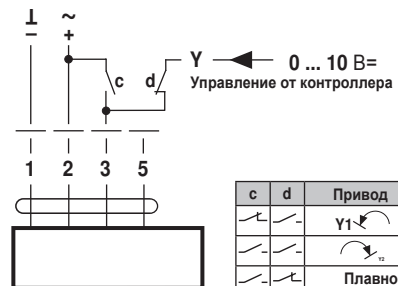 ⊥ ~
− +
c d Y 0 ... 10 В=
Управление от контроллера
1 2 3 5
c d Привод
Y1
Y2
Плавно